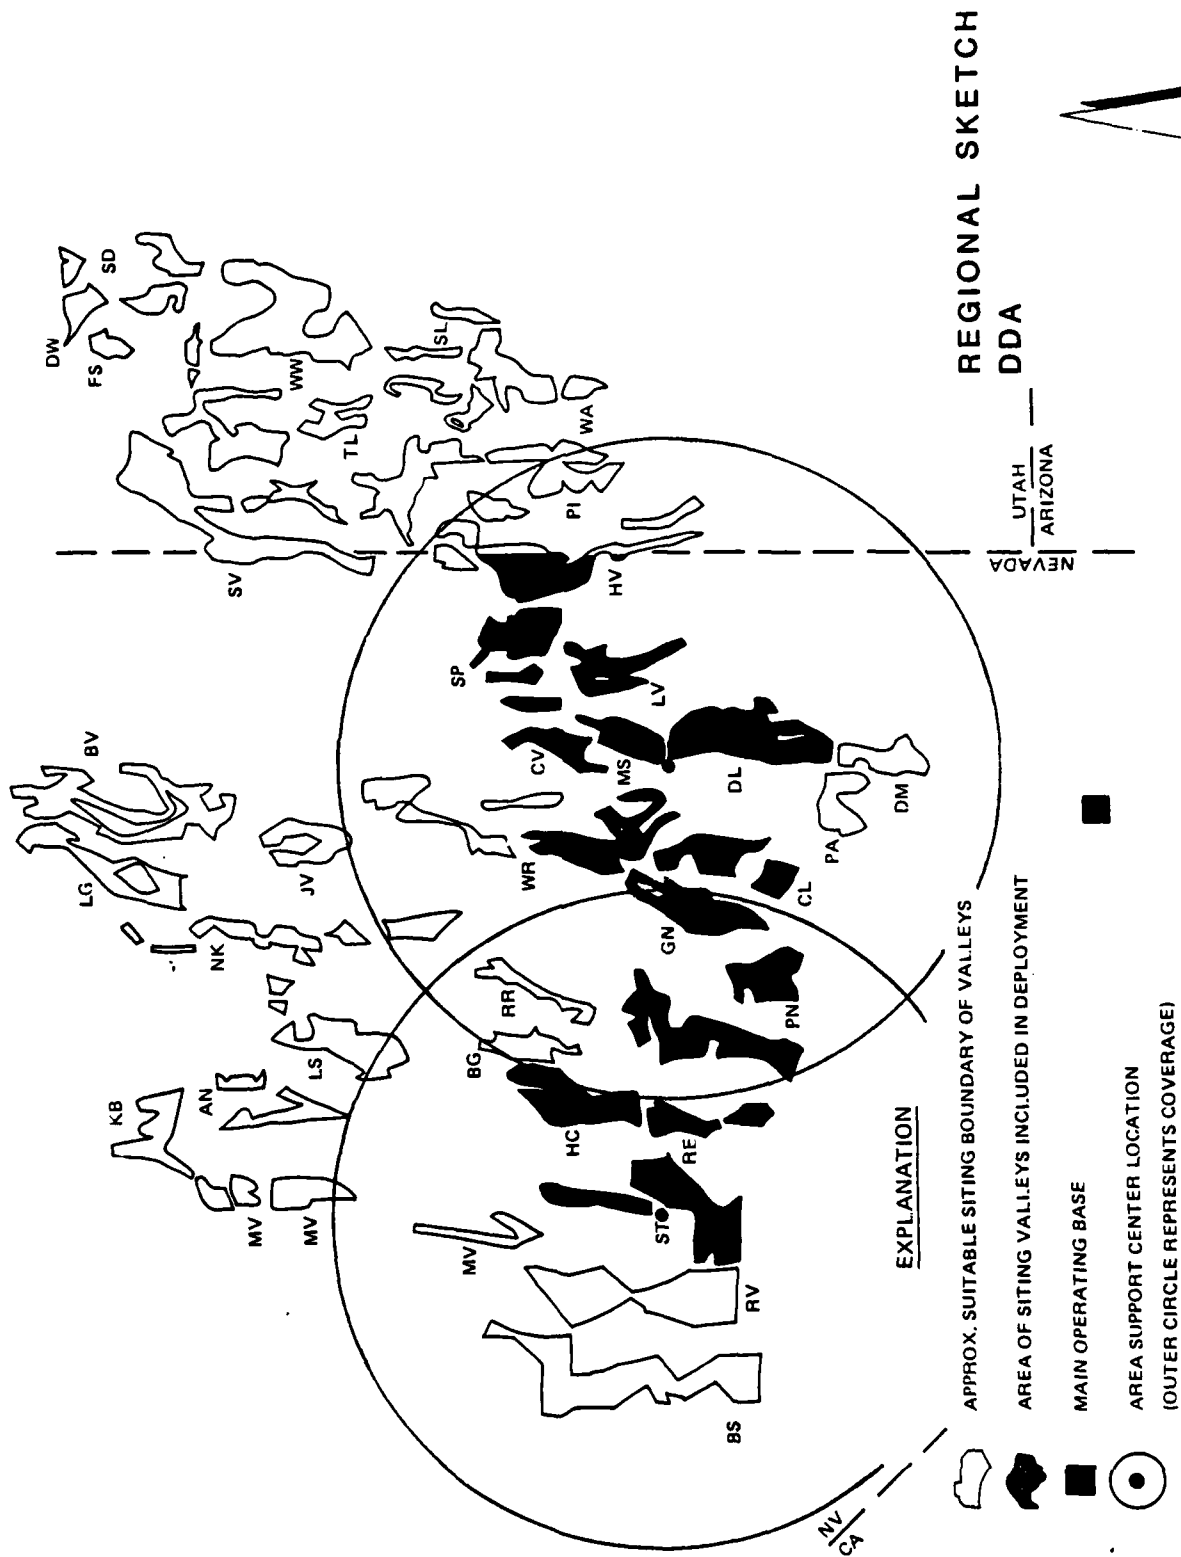 REGIONAL SKETCH
DDA
DW
SD
FS
WW
SL
TL
WA
SV
PI
UTAH
ARIZONA
NEVADA
HV
SP
LV
BV
CV
MS
DL
DM
PA
LG
JV
WR
CL
NK
GN
RR
PN
LS
BG
AN
KB
HC
RE
MV
MV
MV
ST
RV
BS
NV
CA
EXPLANATION
APPROX. SUITABLE SITING BOUNDARY OF VALLEYS
AREA OF SITING VALLEYS INCLUDED IN DEPLOYMENT
MAIN OPERATING BASE
AREA SUPPORT CENTER LOCATION
(OUTER CIRCLE REPRESENTS COVERAGE)